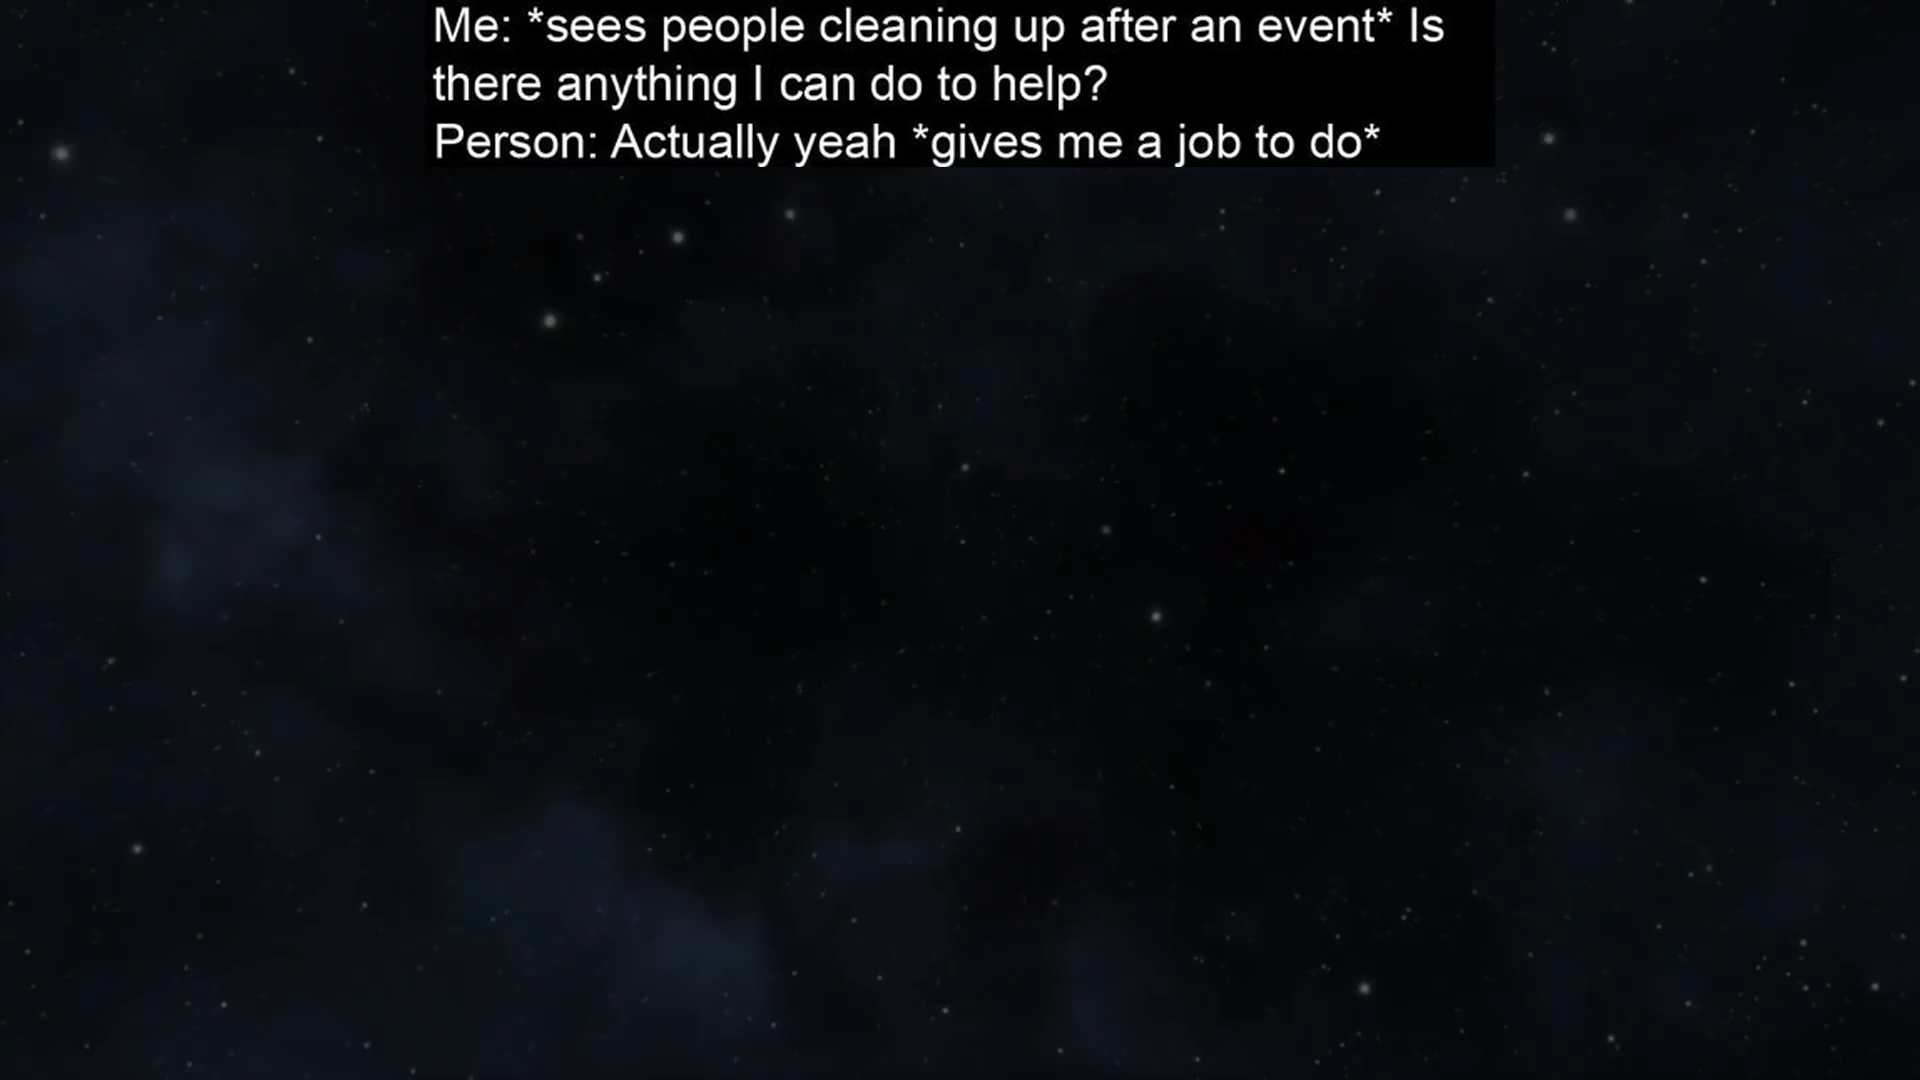 Me: *sees people cleaning up after an event* Is
there anything I can do to help?
Person: Actually yeah *gives me a job to do*